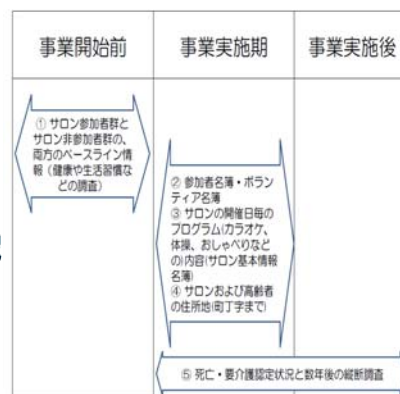 事業開始前
事業実施期
事業実施後
① サロン参加者群と
サロン非参加者群の、
両方のベースライン情
報（健康や生活習慣な
どの調査）
② 参加者名簿・ボラン
ティア名簿
③ サロンの開催日毎の
プログラム(カラオケ、
体操、おしゃべりなど
の)内容(サロン基本情報
名簿)
④ サロンおよび高齢者
の住所地(町丁字まで)
⑤ 死亡・要介護認定状況と数年後の縦断調査